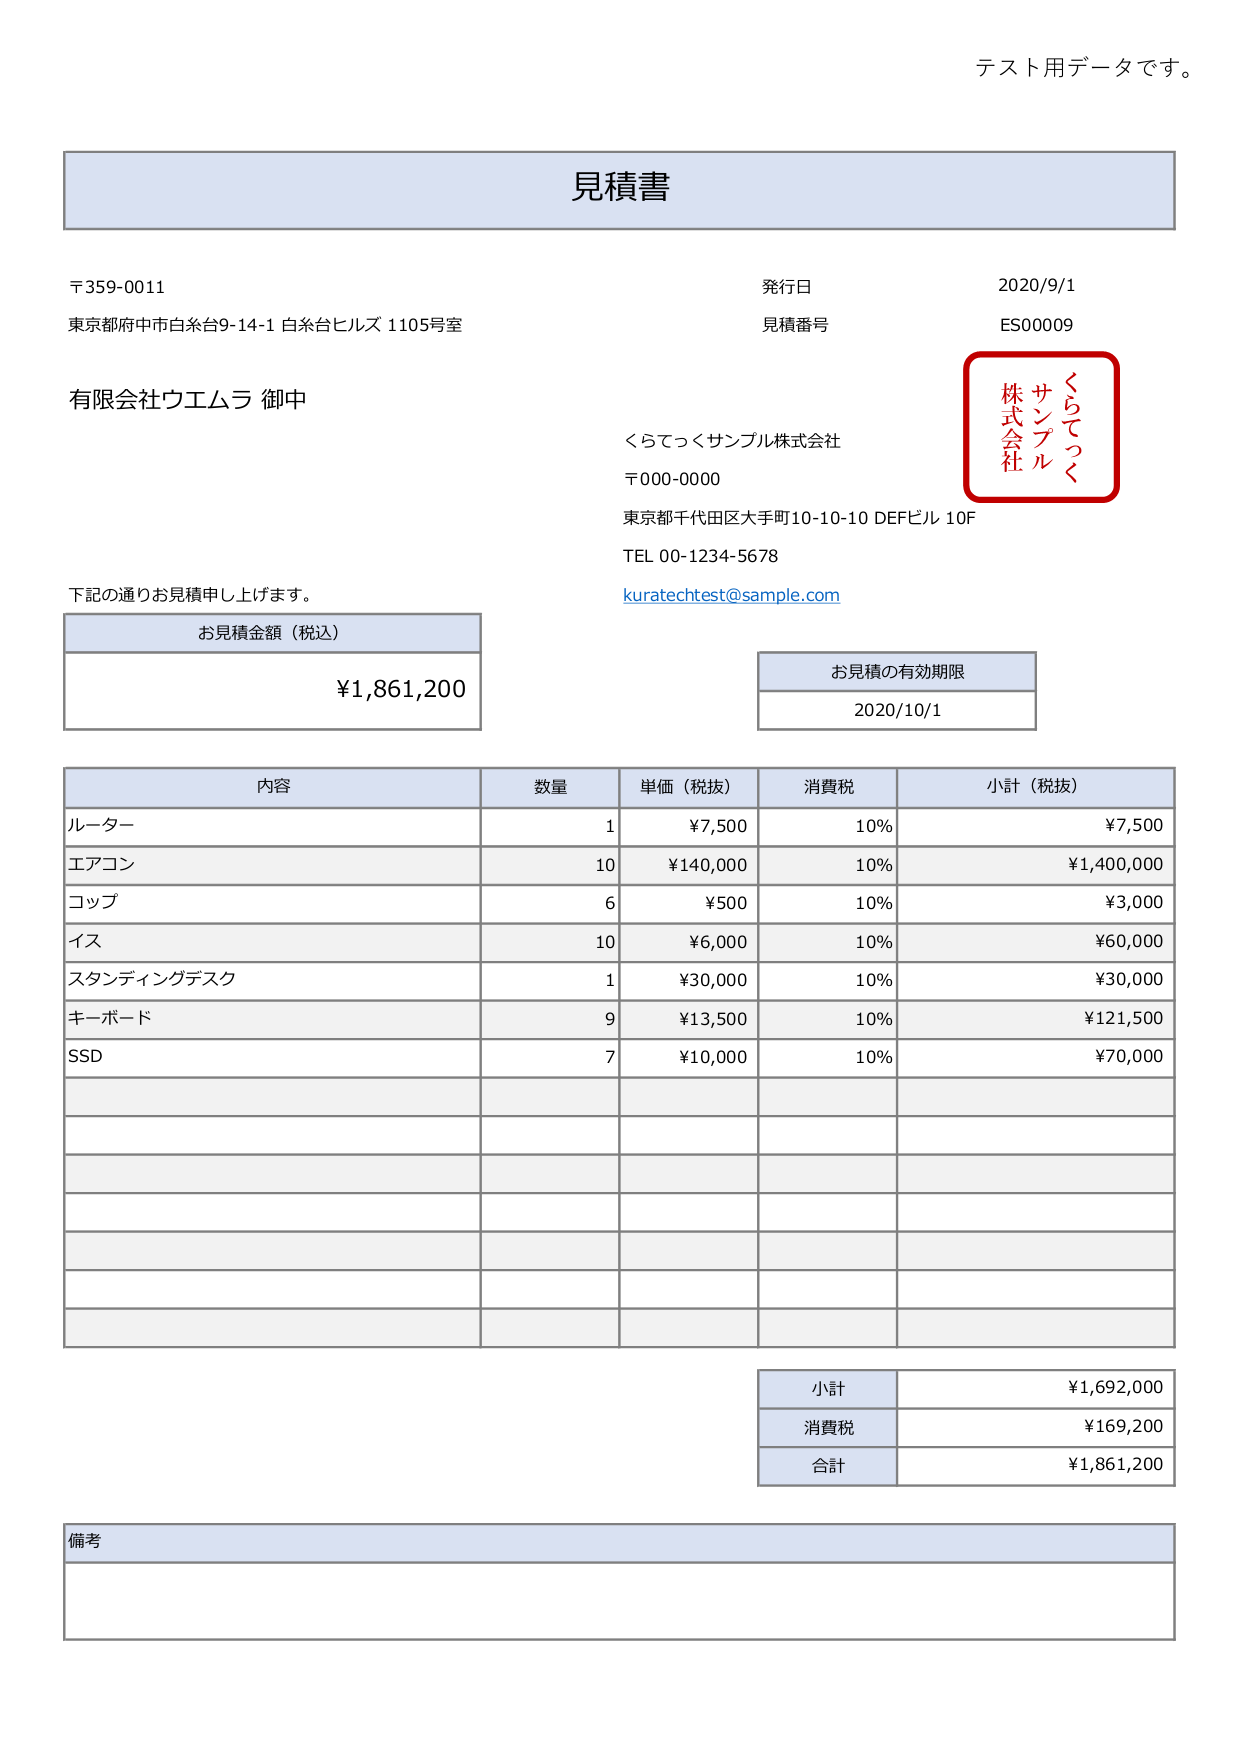 テスト用データです。
見積書
〒359-0011
東京都府中市白糸台9-14-1 白糸台ヒルズ 1105号室
発行日 2020/9/1
見積番号 ES00009
有限会社ウエムラ 御中
くらてっく
サンプル
株式会社
くらてっくサンプル株式会社
〒000-0000
東京都千代田区大手町10-10-10 DEFビル 10F
TEL 00-1234-5678
kuratechtest@sample.com
下記の通りお見積申し上げます。
お見積金額（税込）
¥1,861,200
お見積の有効期限
2020/10/1
内容 数量 単価（税抜） 消費税 小計（税抜）
ルーター 1 ¥7,500 10% ¥7,500
エアコン 10 ¥140,000 10% ¥1,400,000
コップ 6 ¥500 10% ¥3,000
イス 10 ¥6,000 10% ¥60,000
スタンディングデスク 1 ¥30,000 10% ¥30,000
キーボード 9 ¥13,500 10% ¥121,500
SSD 7 ¥10,000 10% ¥70,000
小計 ¥1,692,000
消費税 ¥169,200
合計 ¥1,861,200
備考